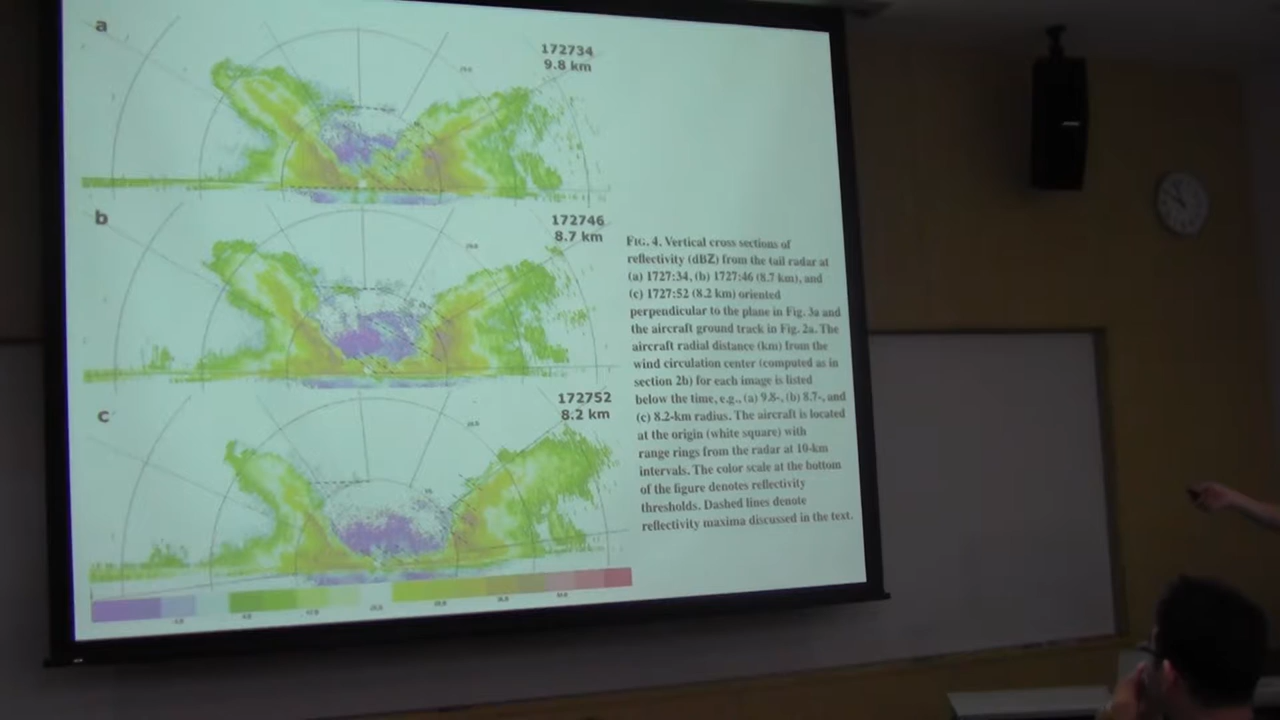 a
172734
9.8 km
b
172746
8.7 km
c
172752
8.2 km
FIG. 4. Vertical cross sections of
reflectivity (dBZ) from the tail radar at
(a) 1727:34, (b) 1727:46 (8.7 km), and
(c) 1727:52 (8.2 km) oriented
perpendicular to the plane in Fig. 3a and
the aircraft ground track in Fig. 2a. The
aircraft radial distance (km) from the
wind circulation center (computed as in
section 2b) for each image is listed
below the time, e.g., (a) 9.8-, (b) 8.7-, and
(c) 8.2-km radius. The aircraft is located
at the origin (white square) with
range rings from the radar at 10-km
intervals. The color scale at the bottom
of the figure denotes reflectivity
thresholds. Dashed lines denote
reflectivity maxima discussed in the text.